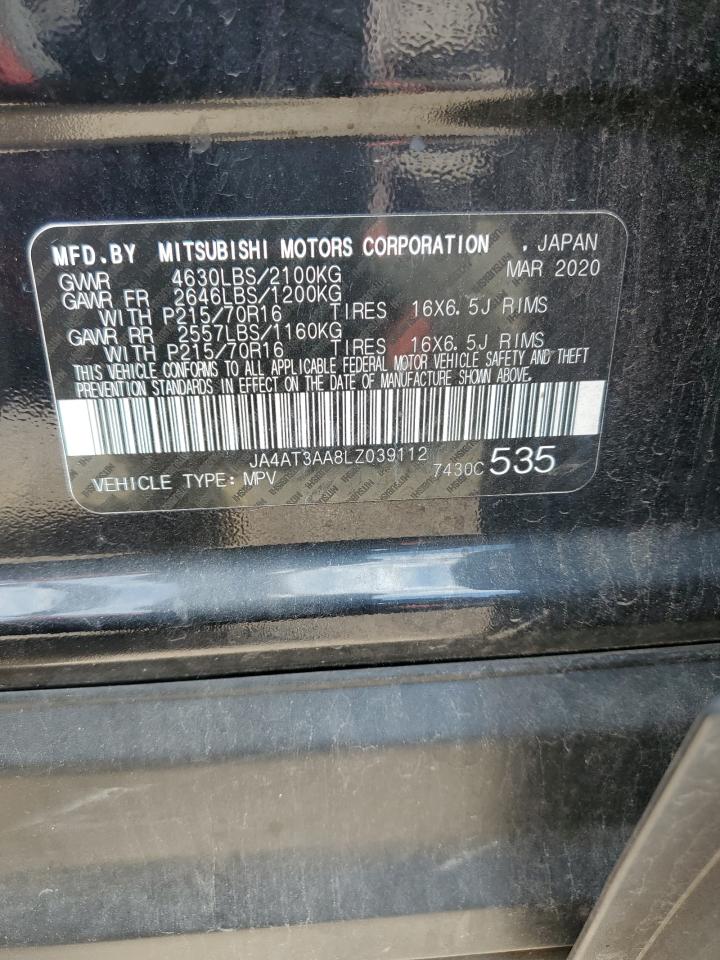 MFD.BY MITSUBISHI MOTORS CORPORATION , JAPAN
MAR 2020
GVWR 4630LBS/2100KG
GAWR FR 2646LBS/1200KG
WITH P215/70R16 TIRES 16X6.5J RIMS
GAWR RR 2557LBS/1160KG
WITH P215/70R16 TIRES 16X6.5J RIMS
THIS VEHICLE CONFORMS TO ALL APPLICABLE FEDERAL MOTOR VEHICLE SAFETY AND THEFT
PREVENTION STANDARDS IN EFFECT ON THE DATE OF MANUFACTURE SHOWN ABOVE.
JA4AT3AA8LZ039112
VEHICLE TYPE:MPV 7430C 535